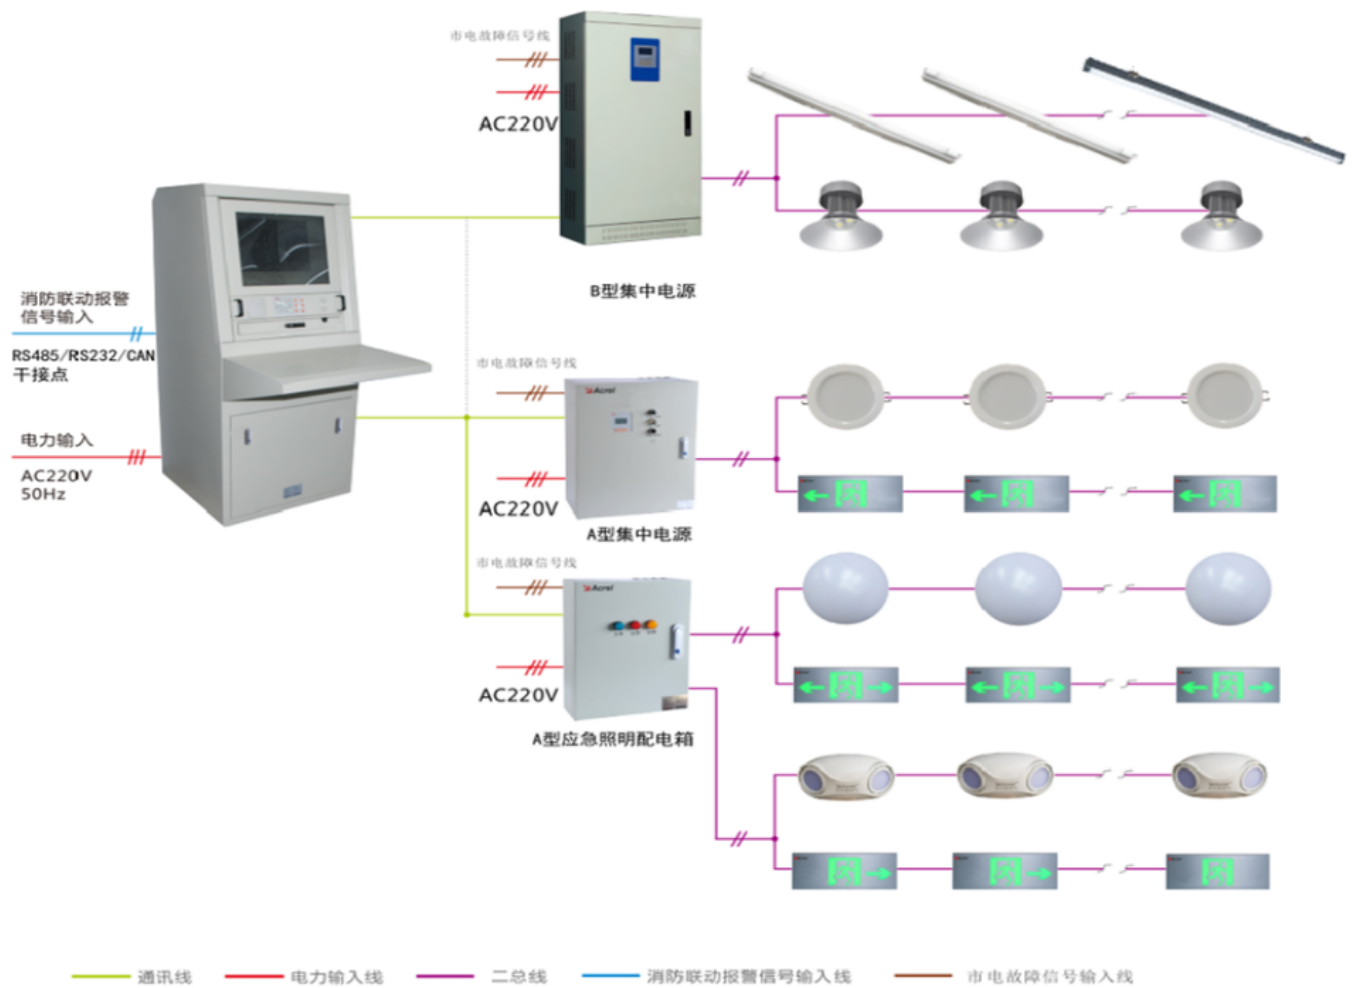 市电故障信号线
AC220V
B型集中电源
消防联动报警
信号输入
RS485/RS232/CAN
干接点
电力输入
AC220V
50Hz
市电故障信号线
Acrel
AC220V
A型集中电源
市电故障信号线
Acrel
AC220V
A型应急照明配电箱
通讯线
电力输入线
二总线
消防联动报警信号输入线
市电故障信号输入线